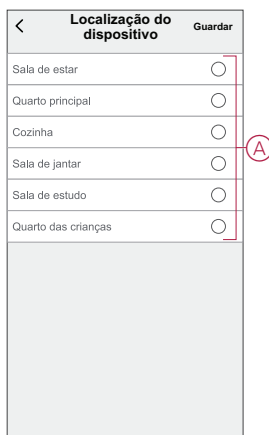 Localização do
dispositivo
Guardar
Sala de estar
Quarto principal
Cozinha
Sala de jantar
Sala de estudo
Quarto das crianças
A